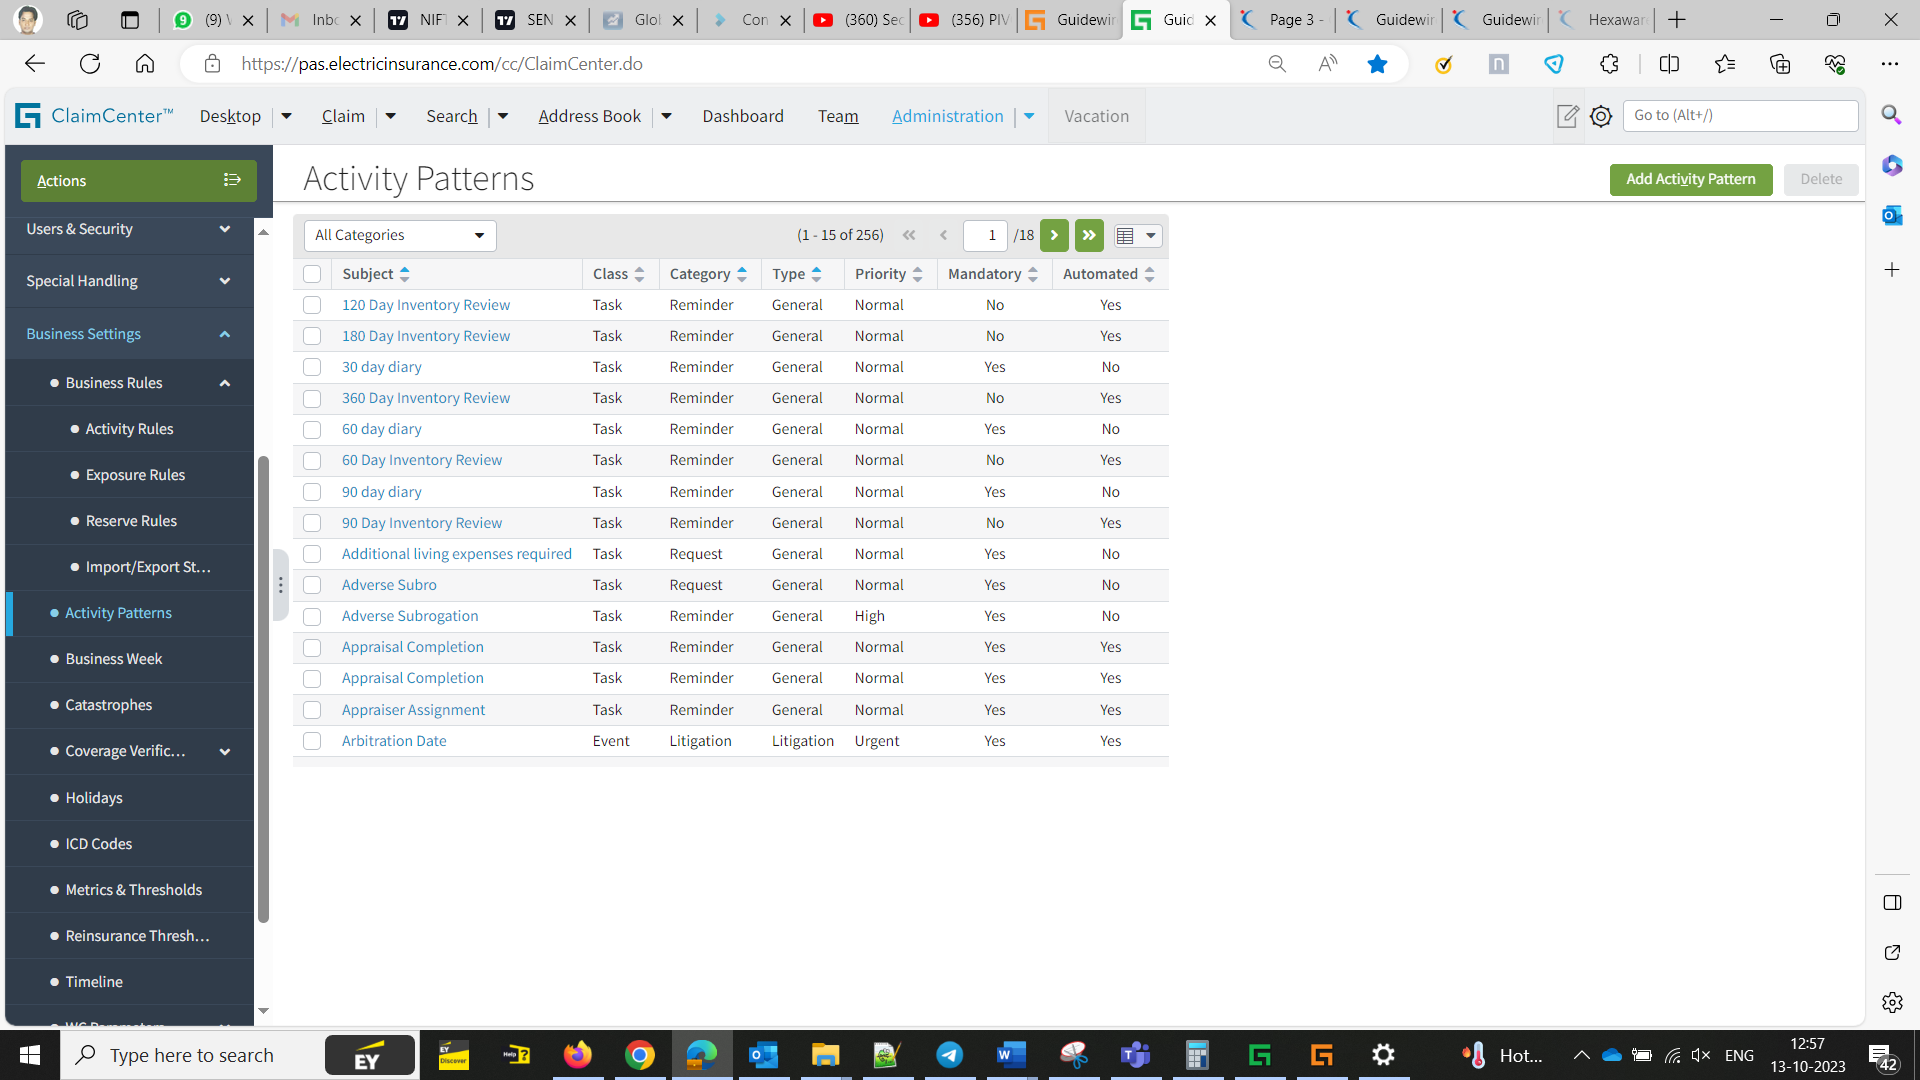 (9) W
Inbo
NIFT
SEN
Glob
Con
(360) Sec
(356) PIV
Guidewir
Guid
Page 3 -
Guidewir
Guidewir
Hexaware
https://pas.electricinsurance.com/cc/ClaimCenter.do
ClaimCenter™
Desktop
Claim
Search
Address Book
Dashboard
Team
Administration
Vacation
Go to (Alt+/)
Actions
Users & Security
Special Handling
Business Settings
Business Rules
Activity Rules
Exposure Rules
Reserve Rules
Import/Export St...
Activity Patterns
Business Week
Catastrophes
Coverage Verific...
Holidays
ICD Codes
Metrics & Thresholds
Reinsurance Thresh...
Timeline
WC Parameters
Activity Patterns
Add Activity Pattern
Delete
All Categories
(1 - 15 of 256) 1 /18
Subject Class Category Type Priority Mandatory Automated
120 Day Inventory Review Task Reminder General Normal No Yes
180 Day Inventory Review Task Reminder General Normal No Yes
30 day diary Task Reminder General Normal Yes No
360 Day Inventory Review Task Reminder General Normal No Yes
60 day diary Task Reminder General Normal Yes No
60 Day Inventory Review Task Reminder General Normal No Yes
90 day diary Task Reminder General Normal Yes No
90 Day Inventory Review Task Reminder General Normal No Yes
Additional living expenses required Task Request General Normal Yes No
Adverse Subro Task Request General Normal Yes No
Adverse Subrogation Task Reminder General High Yes No
Appraisal Completion Task Reminder General Normal Yes Yes
Appraisal Completion Task Reminder General Normal Yes Yes
Appraiser Assignment Task Reminder General Normal Yes Yes
Arbitration Date Event Litigation Litigation Urgent Yes Yes
Type here to search
EY
EY Discover
Help ?
Hot...
ENG
12:57
13-10-2023
42